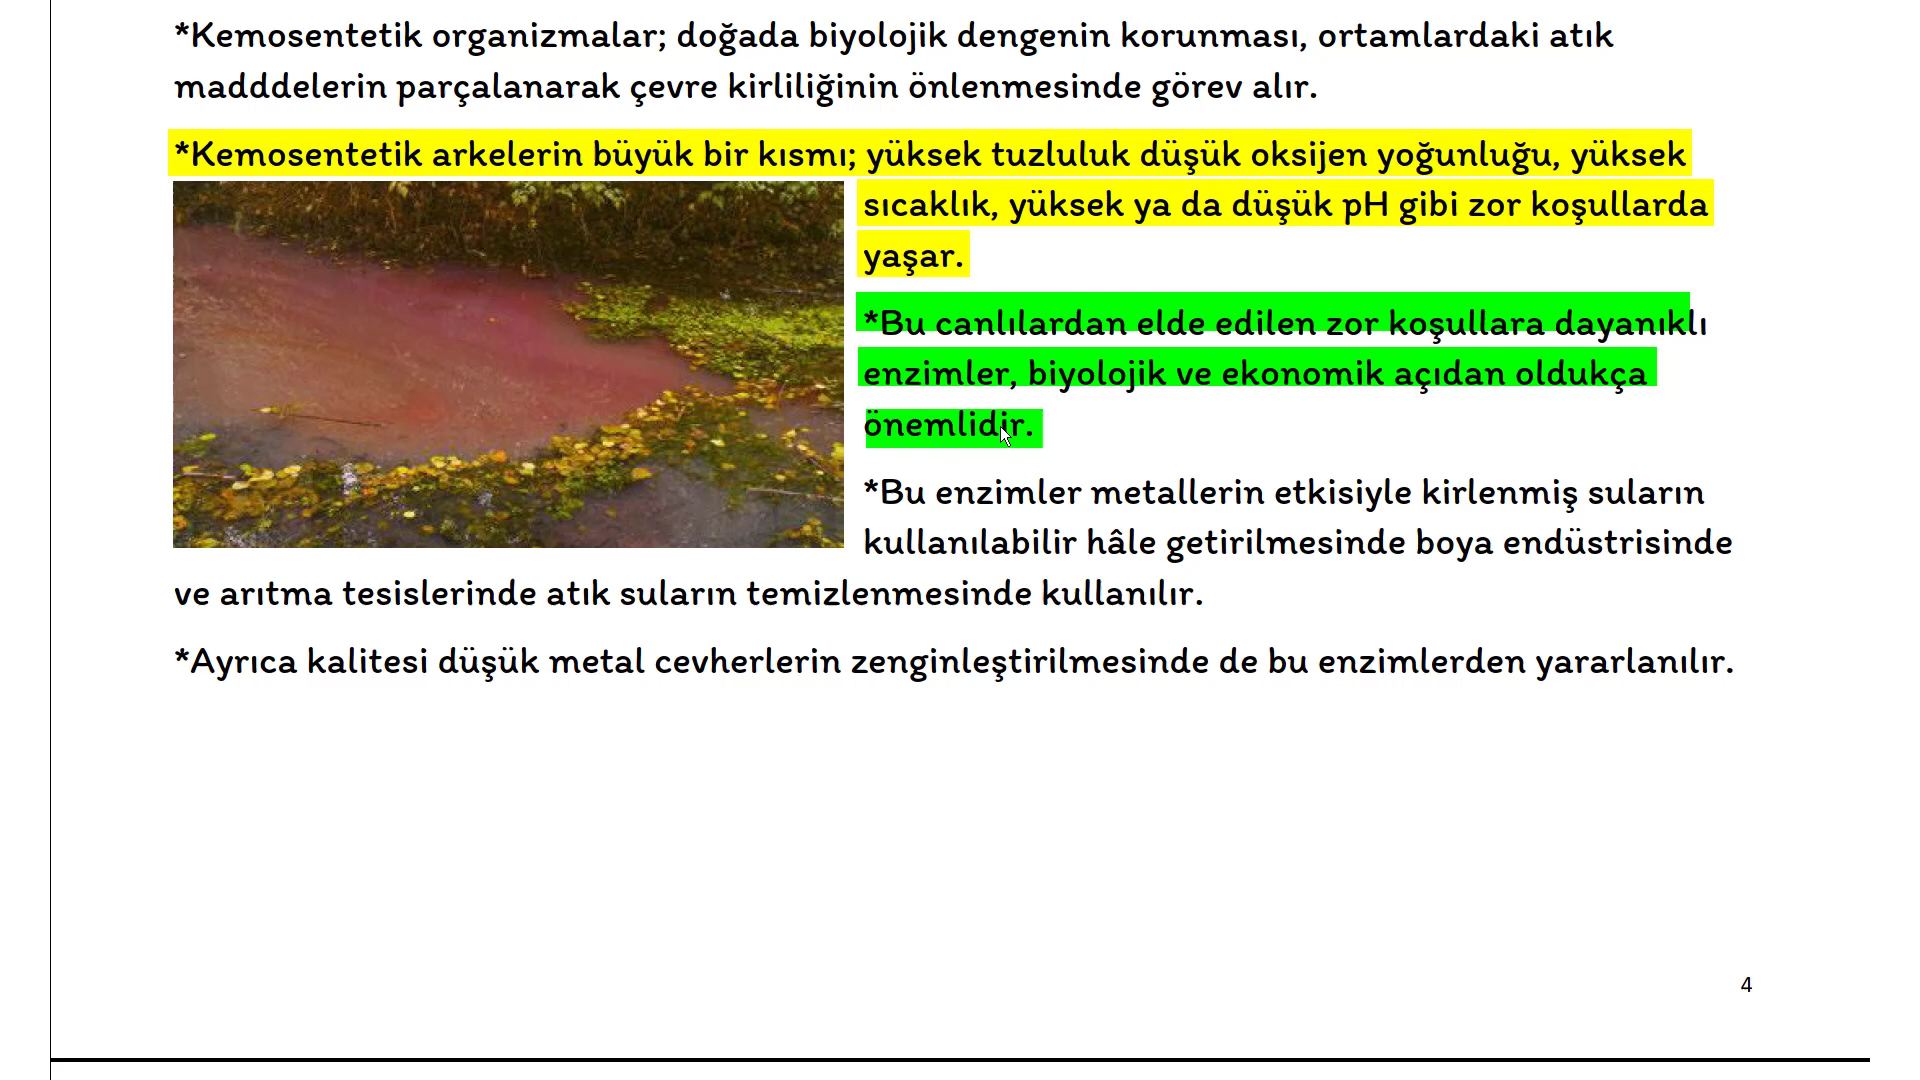 *Kemosentetik organizmalar; doğada biyolojik dengenin korunması, ortamlardaki atık
madddelerin parçalanarak çevre kirliliğinin önlenmesinde görev alır.
*Kemosentetik arkelerin büyük bir kısmı; yüksek tuzluluk düşük oksijen yoğunluğu, yüksek
sıcaklık, yüksek ya da düşük pH gibi zor koşullarda
yaşar.
*Bu canlılardan elde edilen zor koşullara dayanıklı
enzimler, biyolojik ve ekonomik açıdan oldukça
önemlidir.
*Bu enzimler metallerin etkisiyle kirlenmiş suların
kullanılabilir hâle getirilmesinde boya endüstrisinde
ve arıtma tesislerinde atık suların temizlenmesinde kullanılır.
*Ayrıca kalitesi düşük metal cevherlerin zenginleştirilmesinde de bu enzimlerden yararlanılır.
4